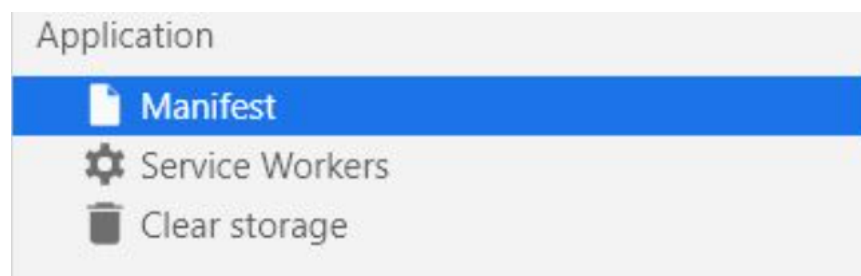 Application
Manifest
Service Workers
Clear storage